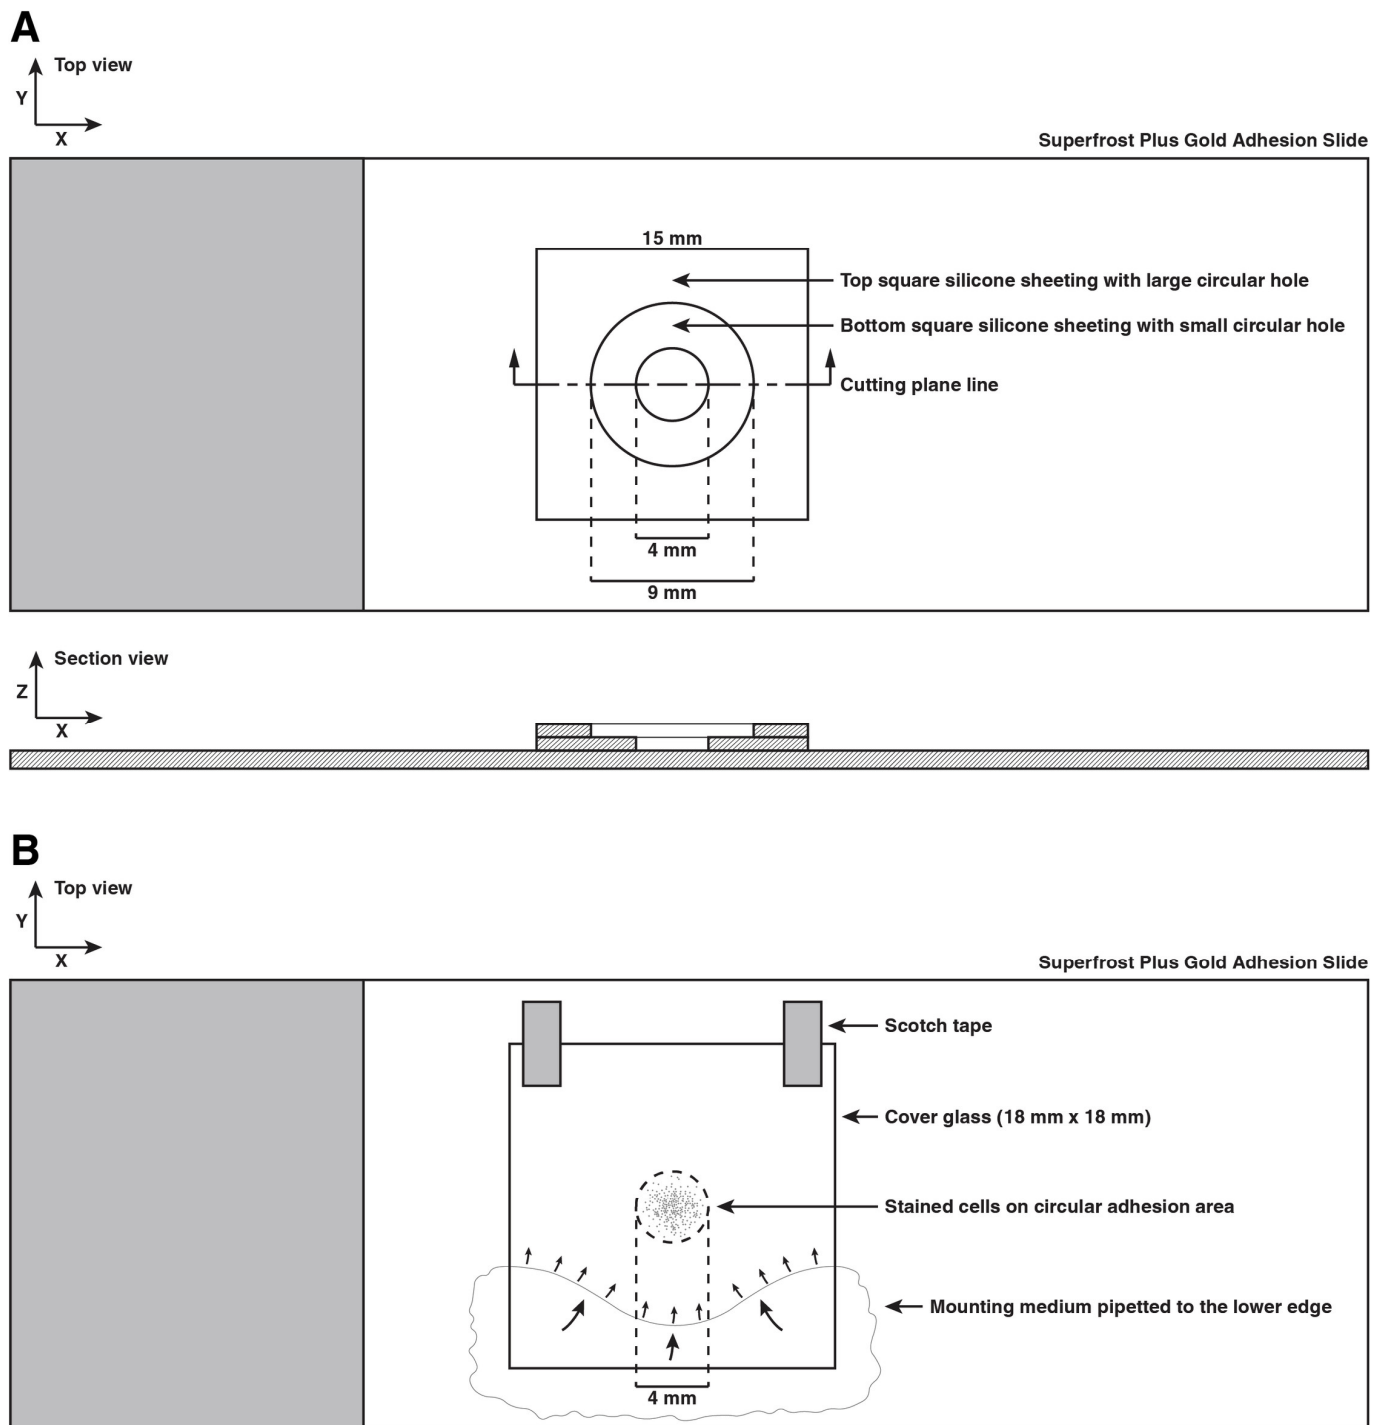 A
Top view
Y
X
Superfrost Plus Gold Adhesion Slide
15 mm
Top square silicone sheeting with large circular hole
Bottom square silicone sheeting with small circular hole
Cutting plane line
4 mm
9 mm
Section view
Z
X
B
Top view
Y
X
Superfrost Plus Gold Adhesion Slide
Scotch tape
Cover glass (18 mm x 18 mm)
Stained cells on circular adhesion area
Mounting medium pipetted to the lower edge
4 mm